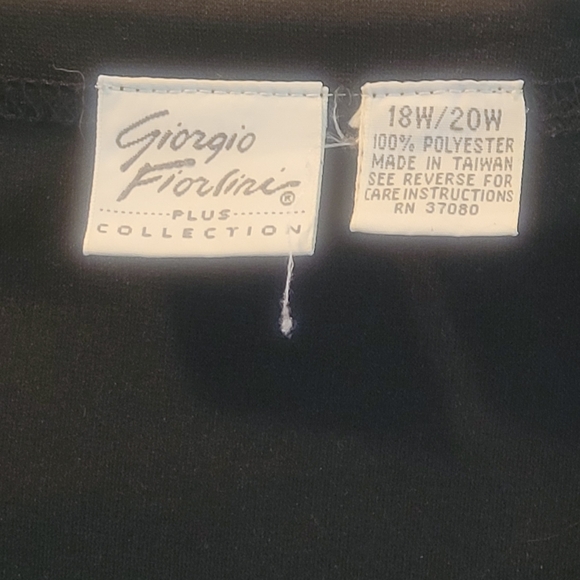 Giorgio
Fiorlini®
PLUS
COLLECTION
18W/20W
100% POLYESTER
MADE IN TAIWAN
SEE REVERSE FOR
CARE INSTRUCTIONS
RN 37080